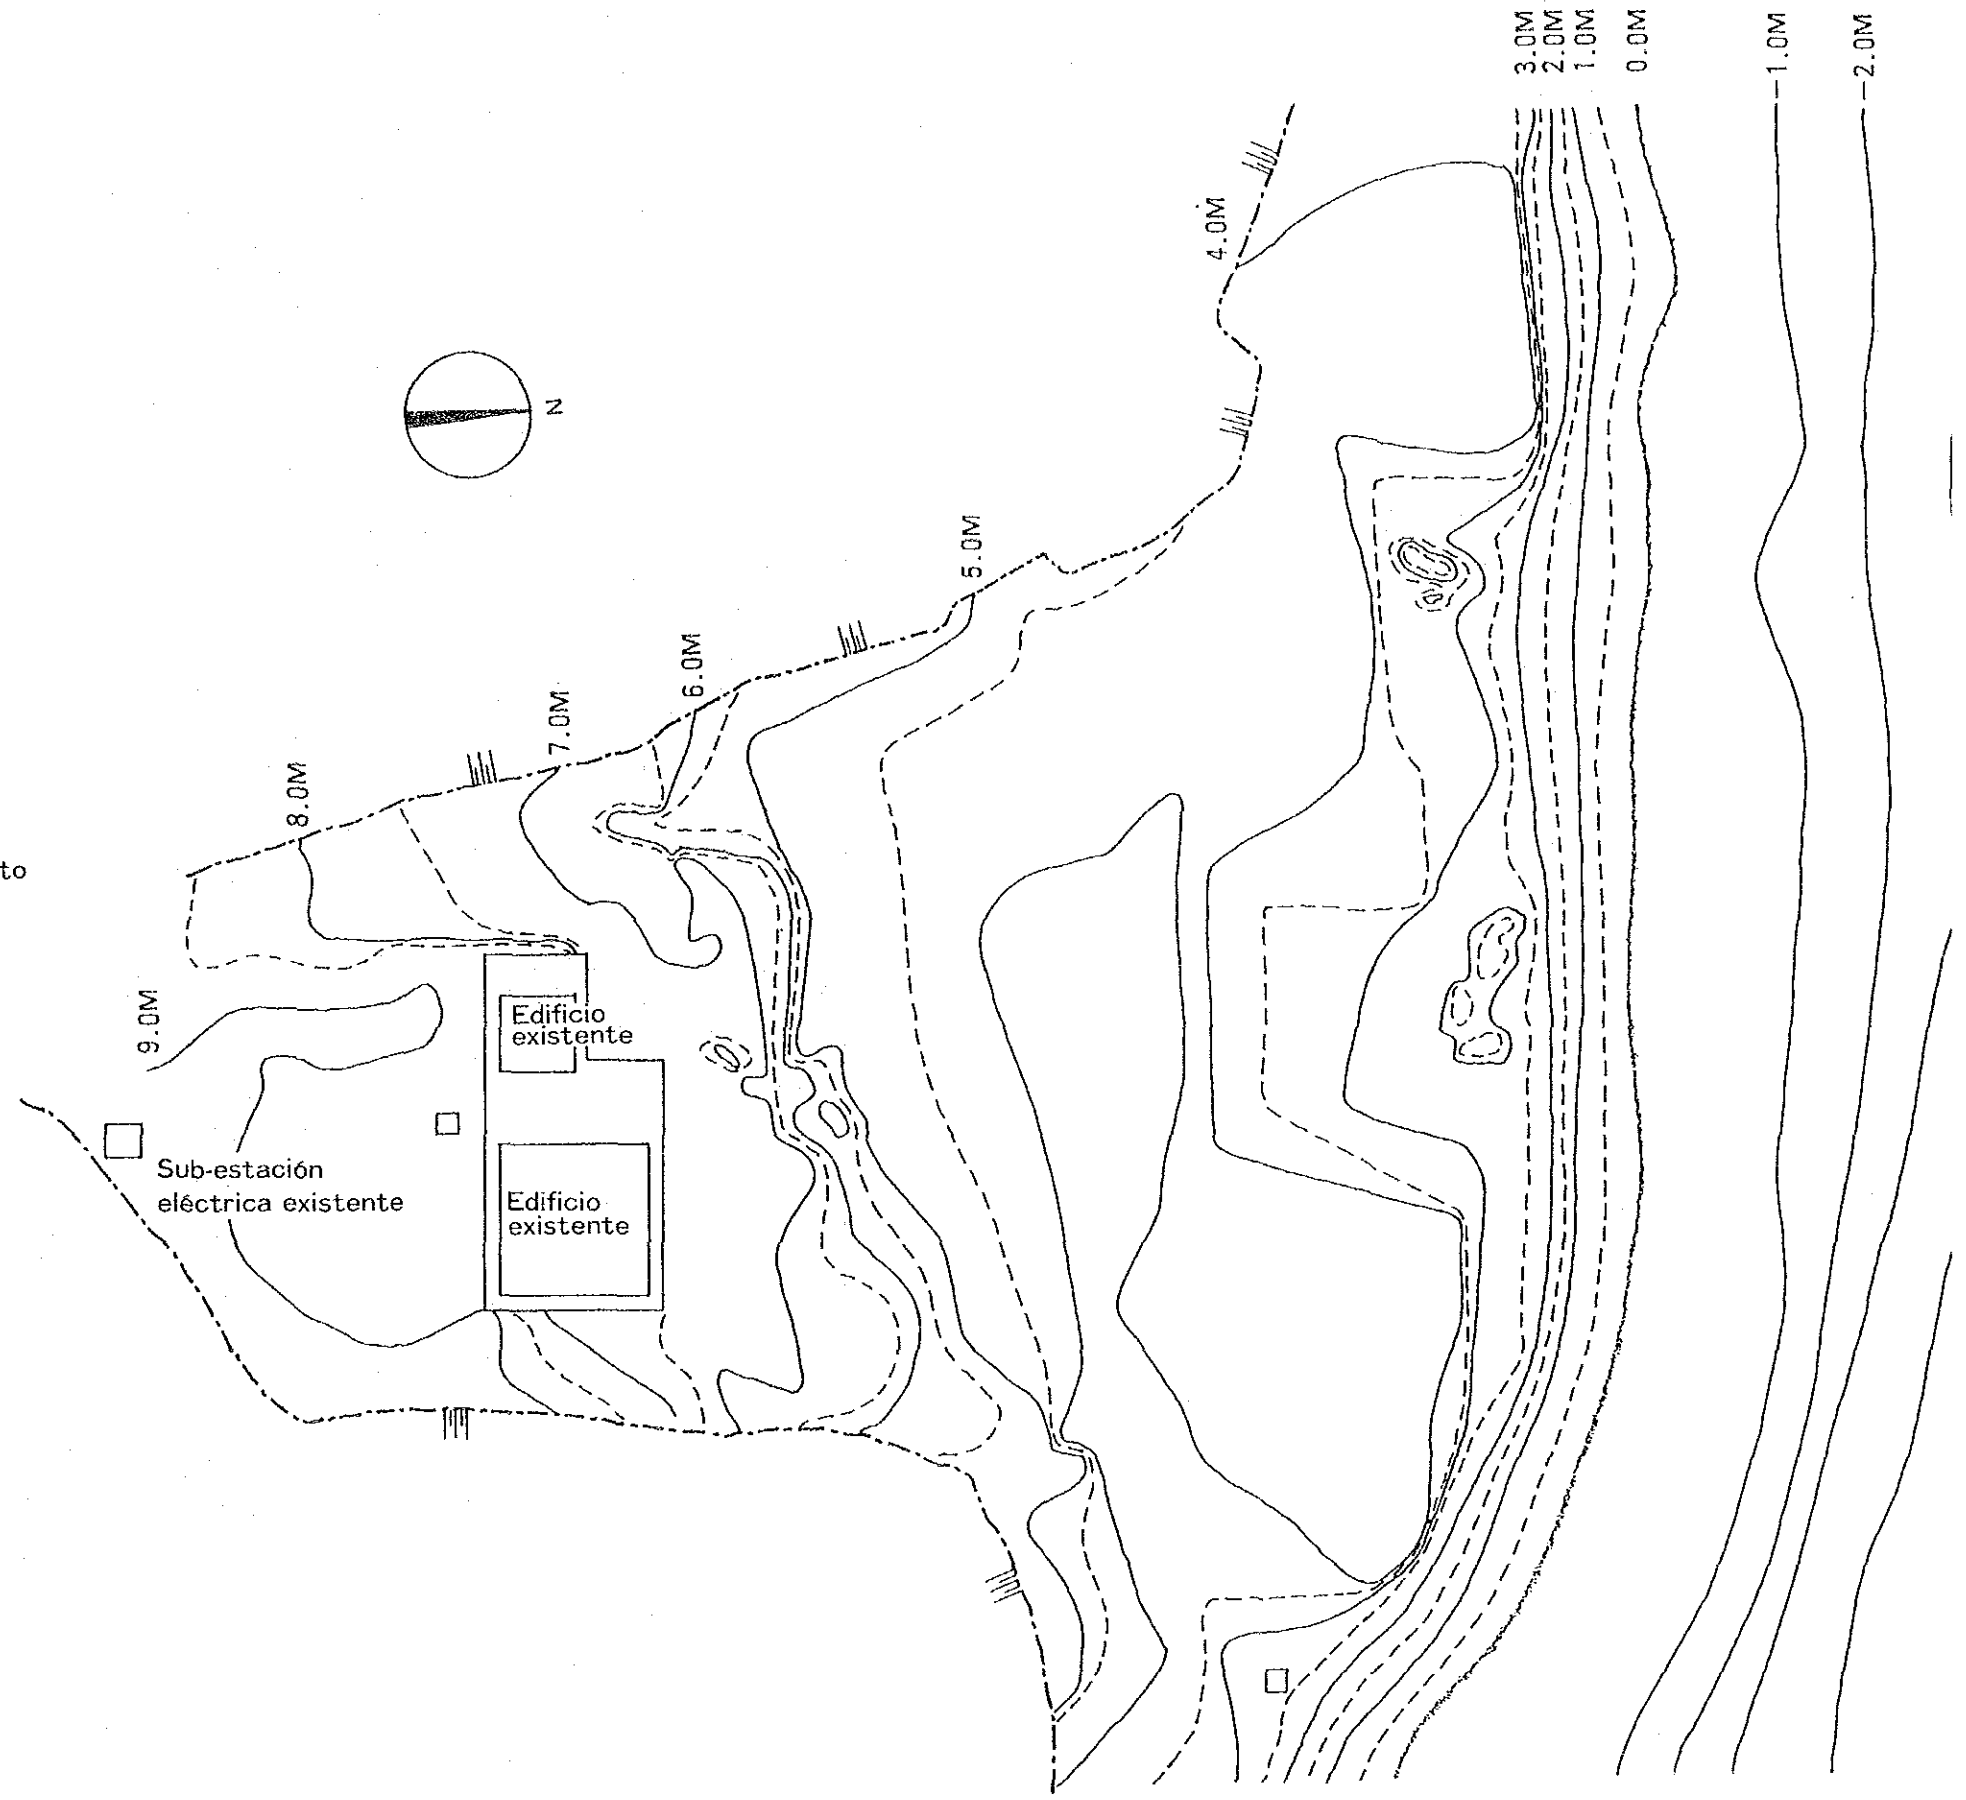 3.0M
2.0M
1.0M
0.0M
-1.0M
-2.0M
4.0M
N
5.0M
6.0M
7.0M
8.0M
to
9.0M
Edificio
existente
Sub-estación
eléctrica existente
Edificio
existente